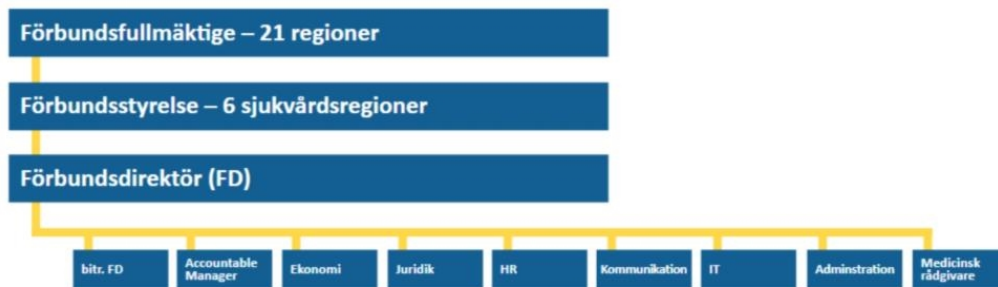 Förbundsfullmäktige – 21 regioner
Förbundsstyrelse – 6 sjukvårdsregioner
Förbundsdirektör (FD)
bitr. FD
Accountable
Manager
Ekonomi
Juridik
HR
Kommunikation
IT
Adminstration
Medicinsk
rådgivare